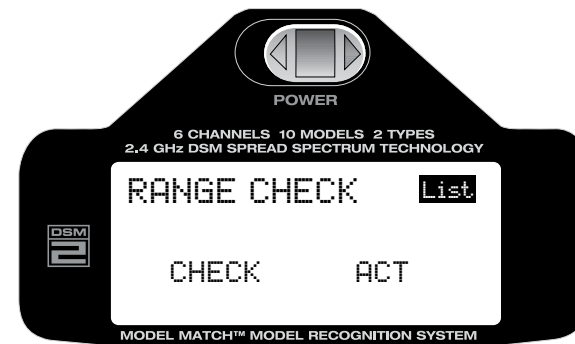 POWER
6 CHANNELS 10 MODELS 2 TYPES
2.4 GHz DSM SPREAD SPECTRUM TECHNOLOGY
RANGE CHECK List
DSM
2
CHECK ACT
MODEL MATCH™ MODEL RECOGNITION SYSTEM